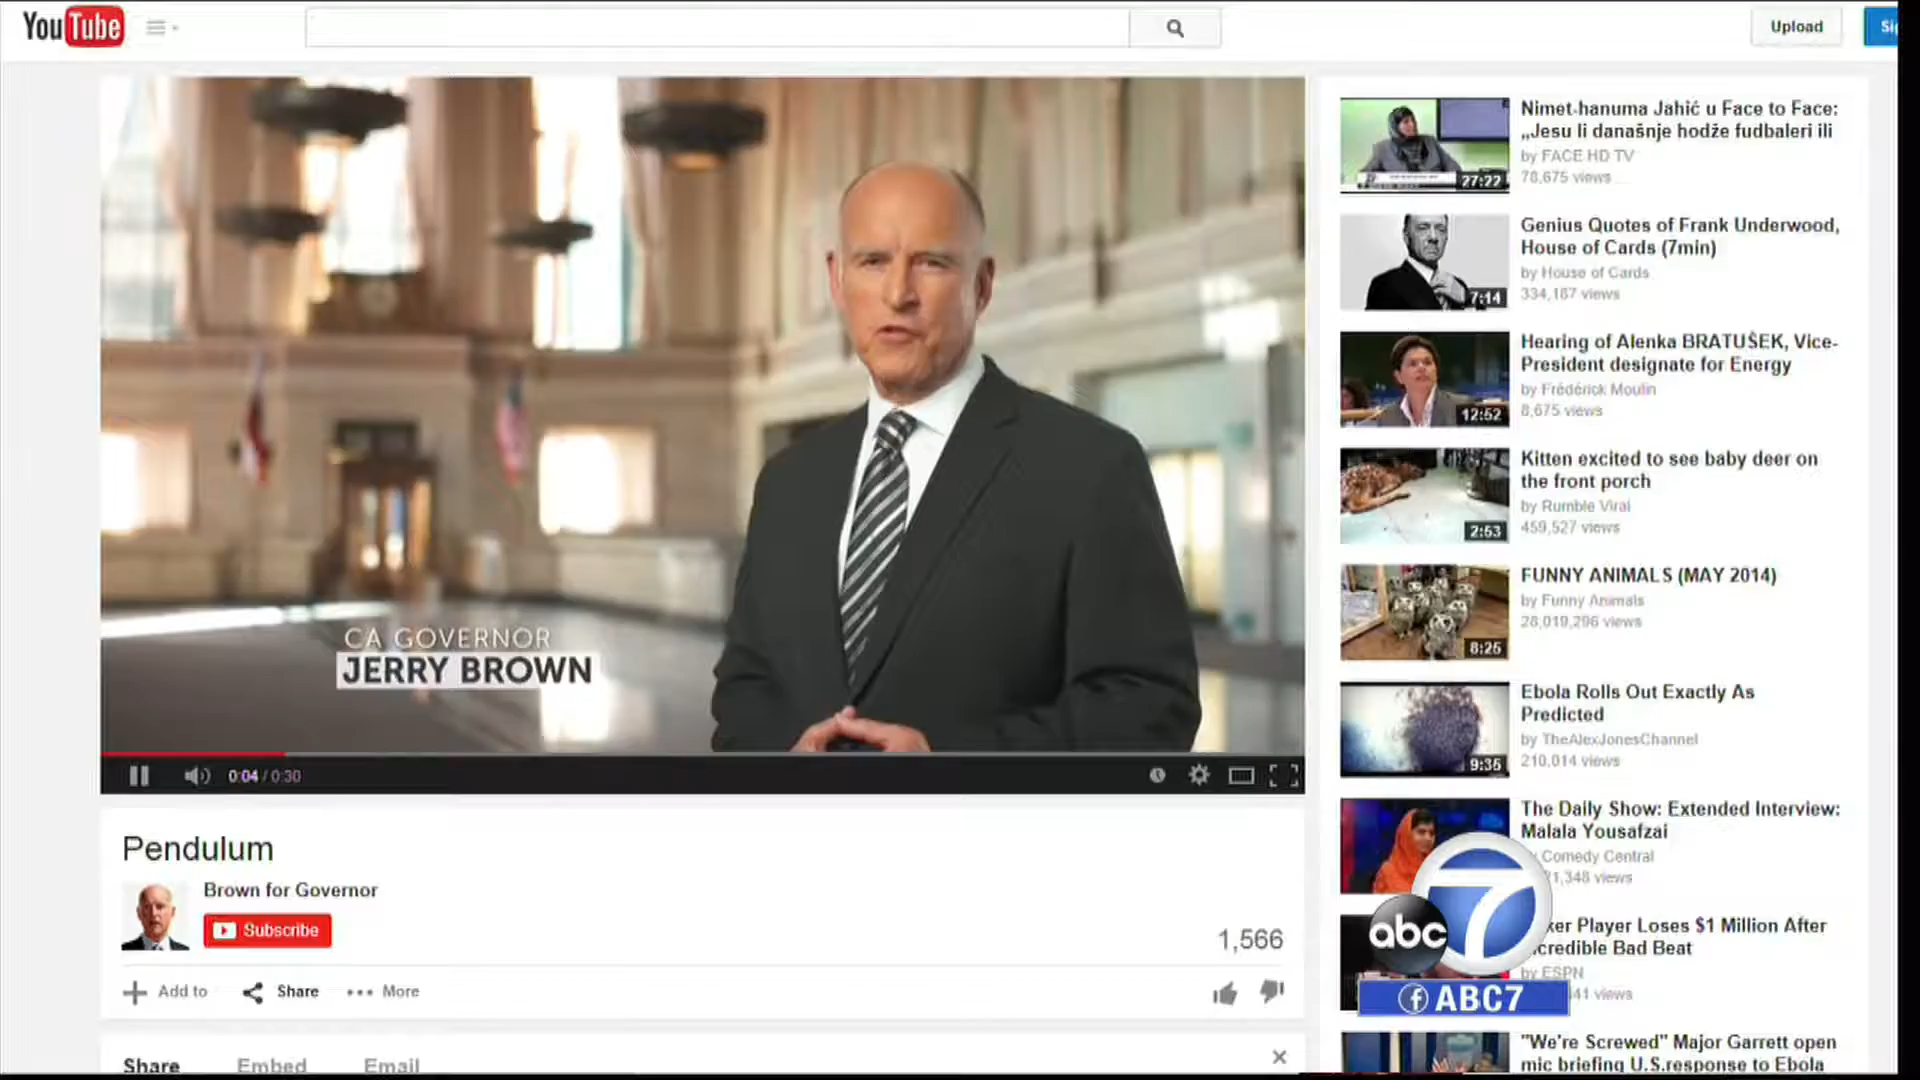 YouTube
Upload
CA GOVERNOR
JERRY BROWN
0:04 / 0:30
Pendulum
Brown for Governor
Subscribe
1,566
Add to
Share
More
Share
Embed
Email
Nimet-hanuma Jahić u Face to Face:
„Jesu li današnje hodže fudbaleri ili
by FACE HD TV
78,675 views
27:22
Genius Quotes of Frank Underwood,
House of Cards (7min)
by House of Cards
334,187 views
7:14
Hearing of Alenka BRATUŠEK, Vice-
President designate for Energy
by Frédérick Moulin
8,675 views
12:52
Kitten excited to see baby deer on
the front porch
by Rumble Viral
459,527 views
2:53
FUNNY ANIMALS (MAY 2014)
by Funny Animals
28,019,296 views
8:25
Ebola Rolls Out Exactly As
Predicted
by TheAlexJonesChannel
210,014 views
9:35
The Daily Show: Extended Interview:
Malala Yousafzai
Comedy Central
views
Player Loses $1 Million After
Bad Beat
by ESPN
views
"We're Screwed" Major Garrett open
mic briefing U.S.response to Ebola
abc 7
ABC7